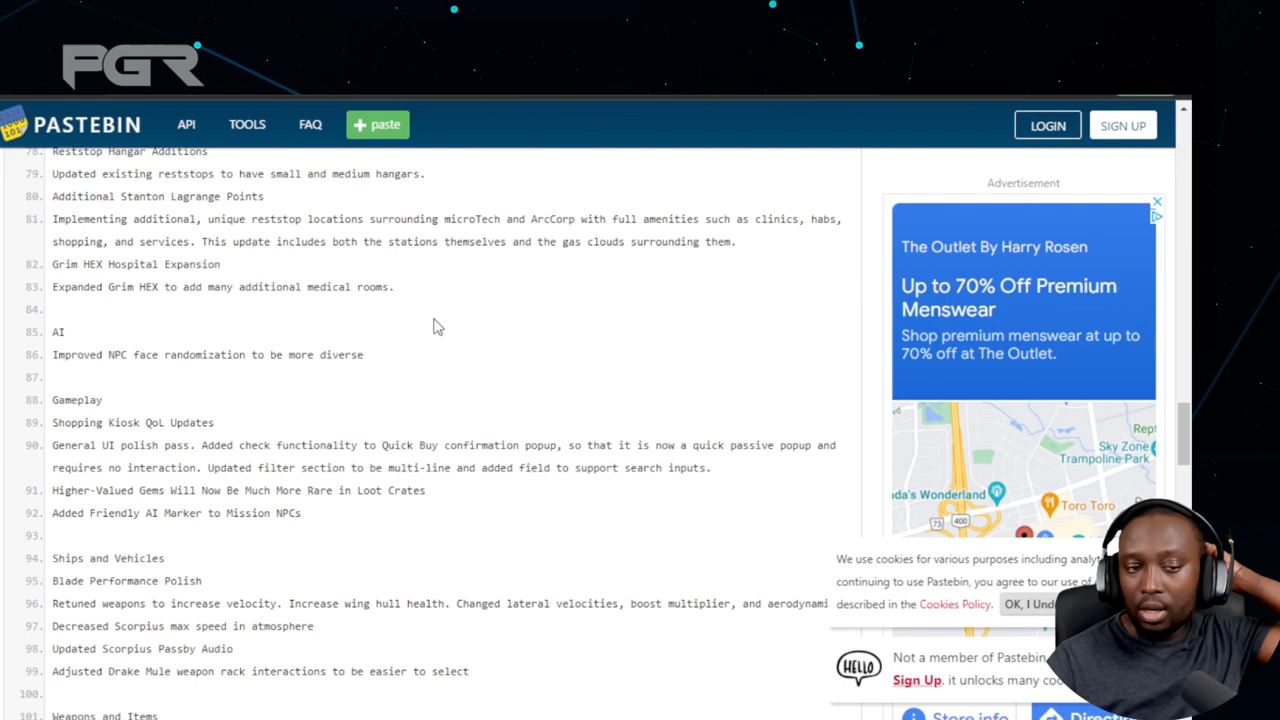 PGR
PASTEBIN API TOOLS FAQ + paste LOGIN SIGN UP
78. Reststop Hangar Additions
79. Updated existing reststops to have small and medium hangars.
80. Additional Stanton Lagrange Points
81. Implementing additional, unique reststop locations surrounding microTech and ArcCorp with full amenities such as clinics, habs,
shopping, and services. This update includes both the stations themselves and the gas clouds surrounding them.
82. Grim HEX Hospital Expansion
83. Expanded Grim HEX to add many additional medical rooms.
84.
85. AI
86. Improved NPC face randomization to be more diverse
87.
88. Gameplay
89. Shopping Kiosk QoL Updates
90. General UI polish pass. Added check functionality to Quick Buy confirmation popup, so that it is now a quick passive popup and
requires no interaction. Updated filter section to be multi-line and added field to support search inputs.
91. Higher-Valued Gems Will Now Be Much More Rare in Loot Crates
92. Added Friendly AI Marker to Mission NPCs
93.
94. Ships and Vehicles
95. Blade Performance Polish
96. Retuned weapons to increase velocity. Increase wing hull health. Changed lateral velocities, boost multiplier, and aerodynami
97. Decreased Scorpius max speed in atmosphere
98. Updated Scorpius Passby Audio
99. Adjusted Drake Mule weapon rack interactions to be easier to select
100.
101. Weapons and Items
Advertisement
The Outlet By Harry Rosen
Up to 70% Off Premium
Menswear
Shop premium menswear at up to
70% off at The Outlet.
Rept
Sky Zone
Trampoline Park
da's Wonderland
Toro Toro
73
400
We use cookies for various purposes including analyt
continuing to use Pastebin, you agree to our use of
described in the Cookies Policy. OK, I Und
HELLO
Not a member of Pastebin
Sign Up, it unlocks many coo
Store info
Directi